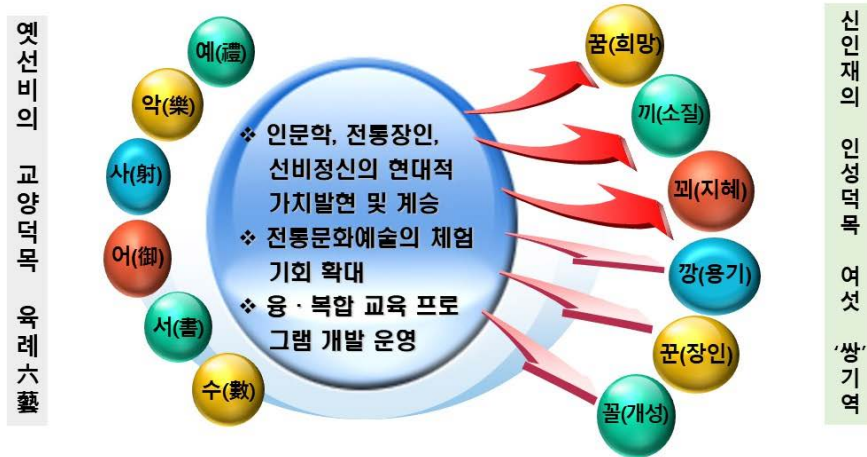 옛선비의 교양덕목 육례六藝
예(禮)
악(樂)
사(射)
어(御)
서(書)
수(數)
❖ 인문학, 전통장인,
선비정신의 현대적
가치발현 및 계승
❖ 전통문화예술의 체험
기회 확대
❖ 융·복합 교육 프로
그램 개발 운영
꿈(희망)
끼(소질)
꾀(지혜)
깡(용기)
꾼(장인)
꼴(개성)
신인재의 인성덕목 여섯 '쌍'기역